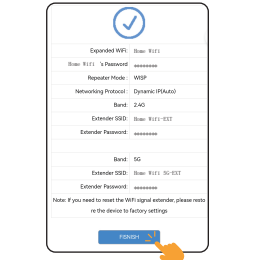 Expanded WiFi: Home Wifi
Home Wifi 's Password: ********
Repeater Mode : WISP
Networking Protocol : Dynamic IP(Auto)
Band: 2.4G
Extender SSID: Home Wifi-EXT
Extender Password: ********
Band: 5G
Extender SSID: Home Wifi 5G-EXT
Extender Password: ********
Note: If you need to reset the WiFi signal extender, please resto
re the device to factory settings
FISNISH